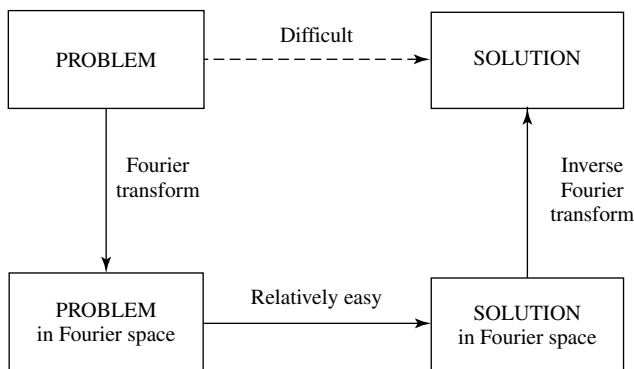 Difficult
PROBLEM
SOLUTION
Fourier
transform
Inverse
Fourier
transform
PROBLEM
in Fourier space
Relatively easy
SOLUTION
in Fourier space